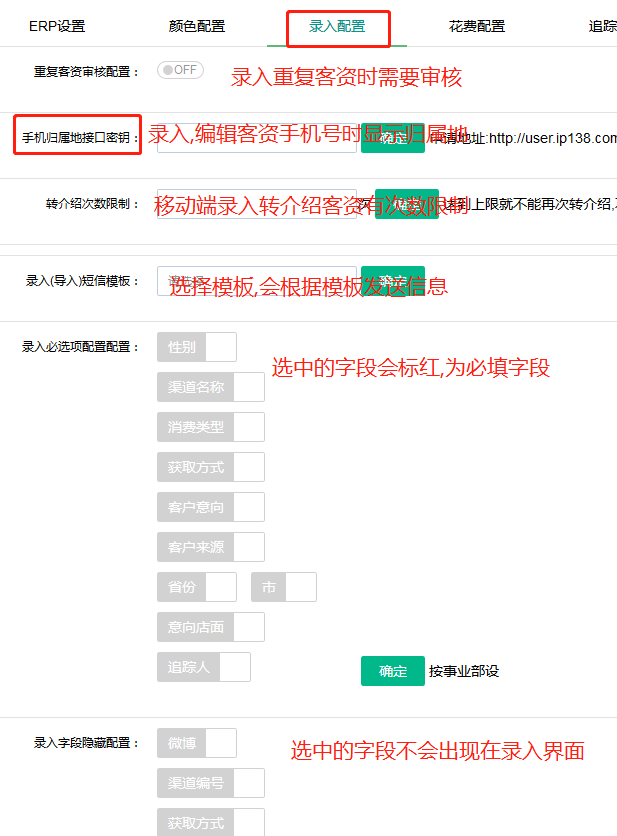 ERP设置 颜色配置 录入配置 花费配置 追踪
重复客资审核配置： OFF 录入重复客资时需要审核
手机归属地接口密钥： 录入,编辑客资手机号时显示归属地 确定 申请地址:http://user.ip138.com
转介绍次数限制： 移动端录入转介绍客资有次数限制 次 确定 达到上限就不能再次转介绍,
录入(导入)短信模板： 选择模板,会根据模板发送信息 确定
录入必选项配置配置： 性别
选中的字段会标红,为必填字段
渠道名称
消费类型
获取方式
客户意向
客户来源
省份 市
意向店面
追踪人 确定 按事业部设
录入字段隐藏配置： 微博
选中的字段不会出现在录入界面
渠道编号
获取方式